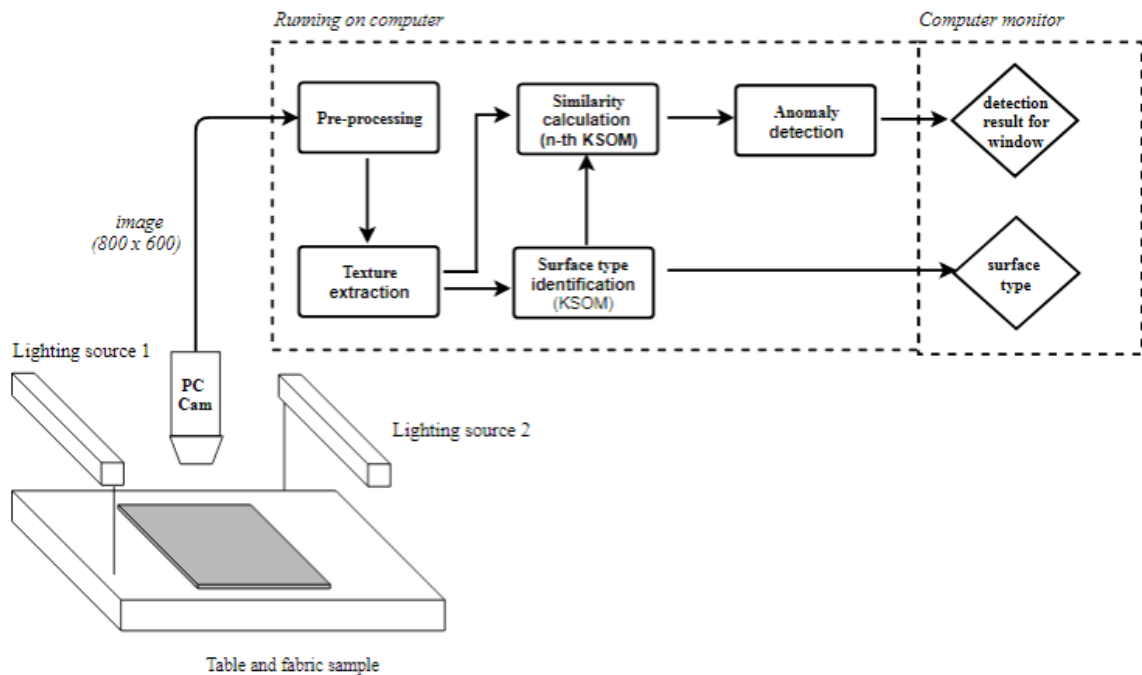 Running on computer
Computer monitor
Pre-processing
Similarity
calculation
(n-th KSOM)
Anomaly
detection
detection
result for
window
image
(800 x 600)
Texture
extraction
Surface type
identification
(KSOM)
surface
type
Lighting source 1
PC
Cam
Lighting source 2
Table and fabric sample